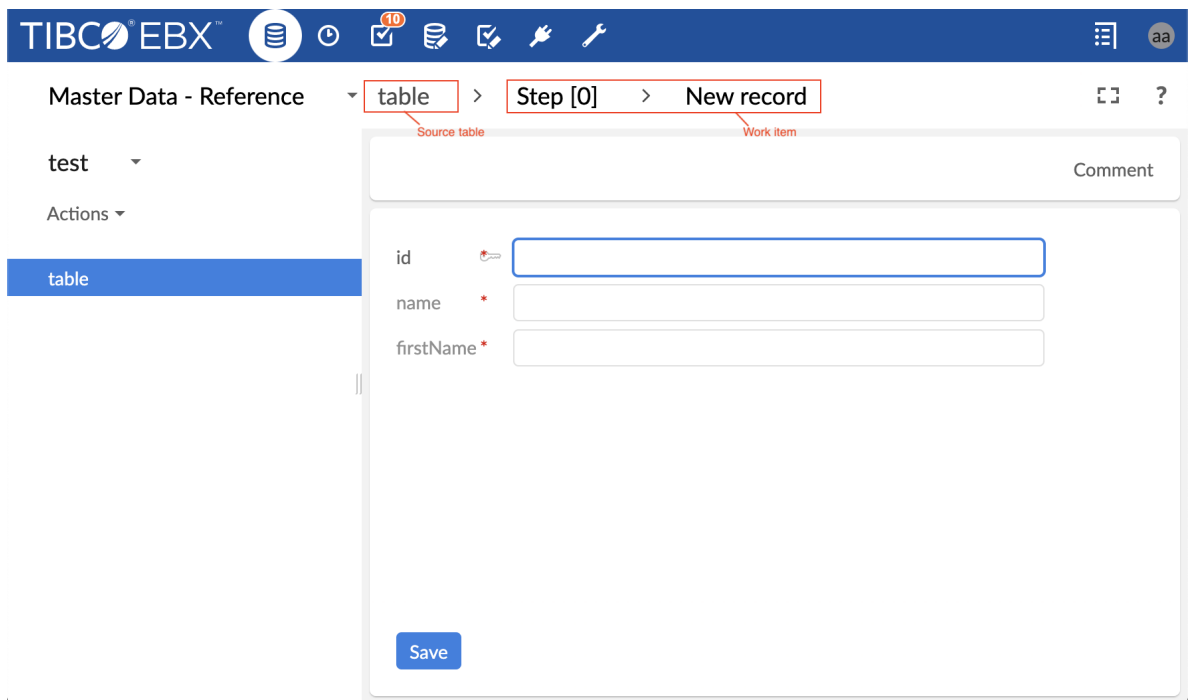 TIBCO® EBX™ 10 aa
Master Data - Reference table > Step [0] > New record ?
Source table Work item
test
Comment
Actions
id *
table
name *
firstName *
Save